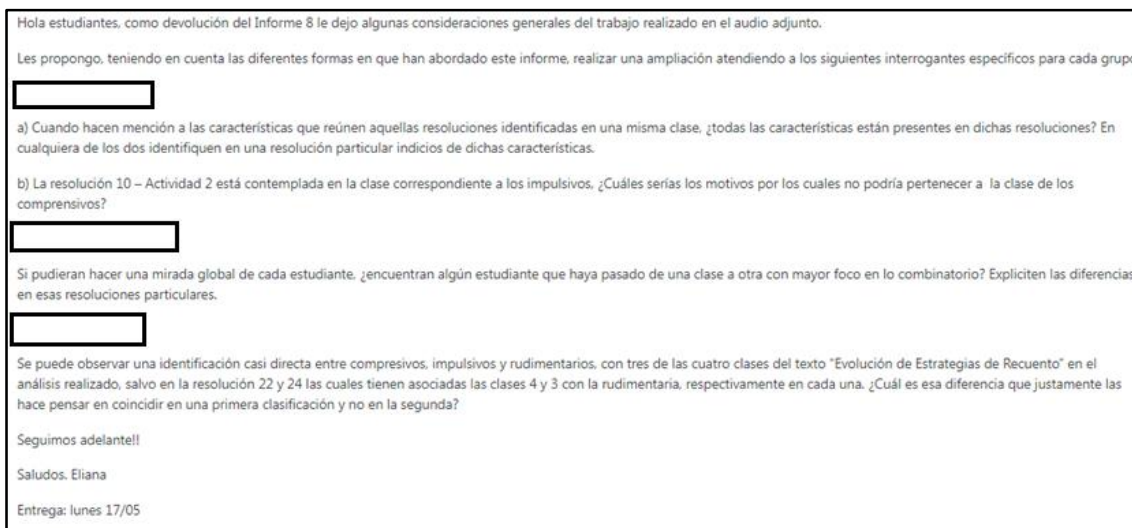 Hola estudiantes, como devolución del Informe 8 le dejo algunas consideraciones generales del trabajo realizado en el audio adjunto.
Les propongo, teniendo en cuenta las diferentes formas en que han abordado este informe, realizar una ampliación atendiendo a los siguientes interrogantes específicos para cada grupo
a) Cuando hacen mención a las características que reúnen aquellas resoluciones identificadas en una misma clase, ¿todas las características están presentes en dichas resoluciones? En
cualquiera de los dos identifiquen en una resolución particular indicios de dichas características.
b) La resolución 10 – Actividad 2 está contemplada en la clase correspondiente a los impulsivos, ¿Cuáles serías los motivos por los cuales no podría pertenecer a la clase de los
comprensivos?
Si pudieran hacer una mirada global de cada estudiante, ¿encuentran algún estudiante que haya pasado de una clase a otra con mayor foco en lo combinatorio? Expliciten las diferencias
en esas resoluciones particulares.
Se puede observar una identificación casi directa entre compresivos, impulsivos y rudimentarios, con tres de las cuatro clases del texto "Evolución de Estrategias de Recuento" en el
análisis realizado, salvo en la resolución 22 y 24 las cuales tienen asociadas las clases 4 y 3 con la rudimentaria, respectivamente en cada una. ¿Cuál es esa diferencia que justamente las
hace pensar en coincidir en una primera clasificación y no en la segunda?
Seguimos adelante!!
Saludos. Eliana
Entrega: lunes 17/05